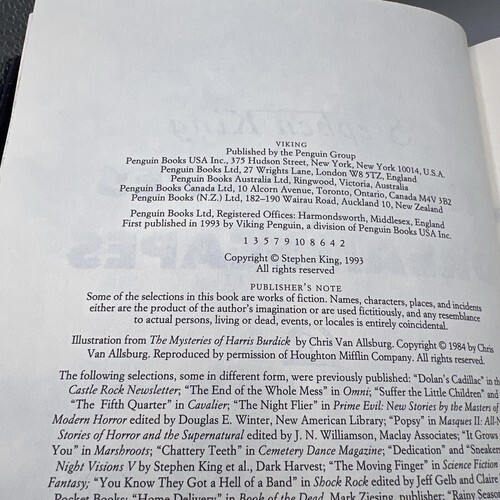 VIKING
Published by the Penguin Group
Penguin Books USA Inc., 375 Hudson Street, New York, New York 10014, U.S.A.
Penguin Books Ltd, 27 Wrights Lane, London W8 5TZ, England
Penguin Books Australia Ltd, Ringwood, Victoria, Australia
Penguin Books Canada Ltd, 10 Alcorn Avenue, Toronto, Ontario, Canada M4V 3B2
Penguin Books (N.Z.) Ltd, 182–190 Wairau Road, Auckland 10, New Zealand
Penguin Books Ltd, Registered Offices: Harmondsworth, Middlesex, England
First published in 1993 by Viking Penguin, a division of Penguin Books USA Inc.
1 3 5 7 9 10 8 6 4 2
Copyright © Stephen King, 1993
All rights reserved
PUBLISHER'S NOTE
Some of the selections in this book are works of fiction. Names, characters, places, and incidents
either are the product of the author's imagination or are used fictitiously, and any resemblance
to actual persons, living or dead, events, or locales is entirely coincidental.
Illustration from The Mysteries of Harris Burdick by Chris Van Allsburg. Copyright © 1984 by Chris
Van Allsburg. Reproduced by permission of Houghton Mifflin Company. All rights reserved.
The following selections, some in different form, were previously published: "Dolan's Cadillac" in the
Castle Rock Newsletter; "The End of the Whole Mess" in Omni; "Suffer the Little Children" and
"The Fifth Quarter" in Cavalier; "The Night Flier" in Prime Evil: New Stories by the Masters of
Modern Horror edited by Douglas E. Winter, New American Library; "Popsy" in Masques II: All-N
Stories of Horror and the Supernatural edited by J. N. Williamson, Maclay Associates; "It Grows
You" in Marshroots; "Chattery Teeth" in Cemetery Dance Magazine; "Dedication" and "Sneakers
Night Visions V by Stephen King et al., Dark Harvest; "The Moving Finger" in Science Fiction
Fantasy; "You Know They Got a Hell of a Band" in Shock Rock edited by Jeff Gelb and Claire
Pocket Books; "Home Delivery" in Book of the Dead, Mark Ziesing, publisher; "Rainy Season